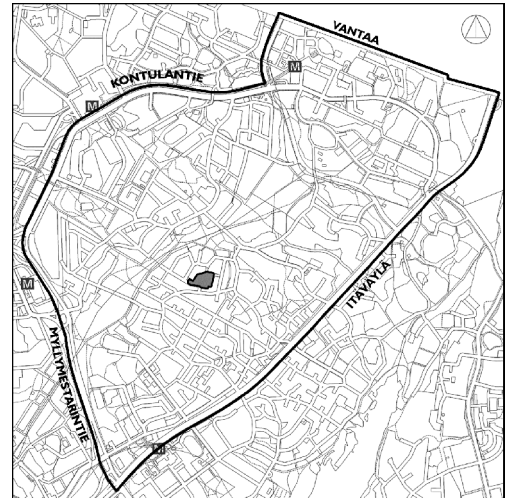 VANTAA
M
KONTULANTIE
M
M
ITÄVÄYLÄ
MYLLYMESTARINTIE
M